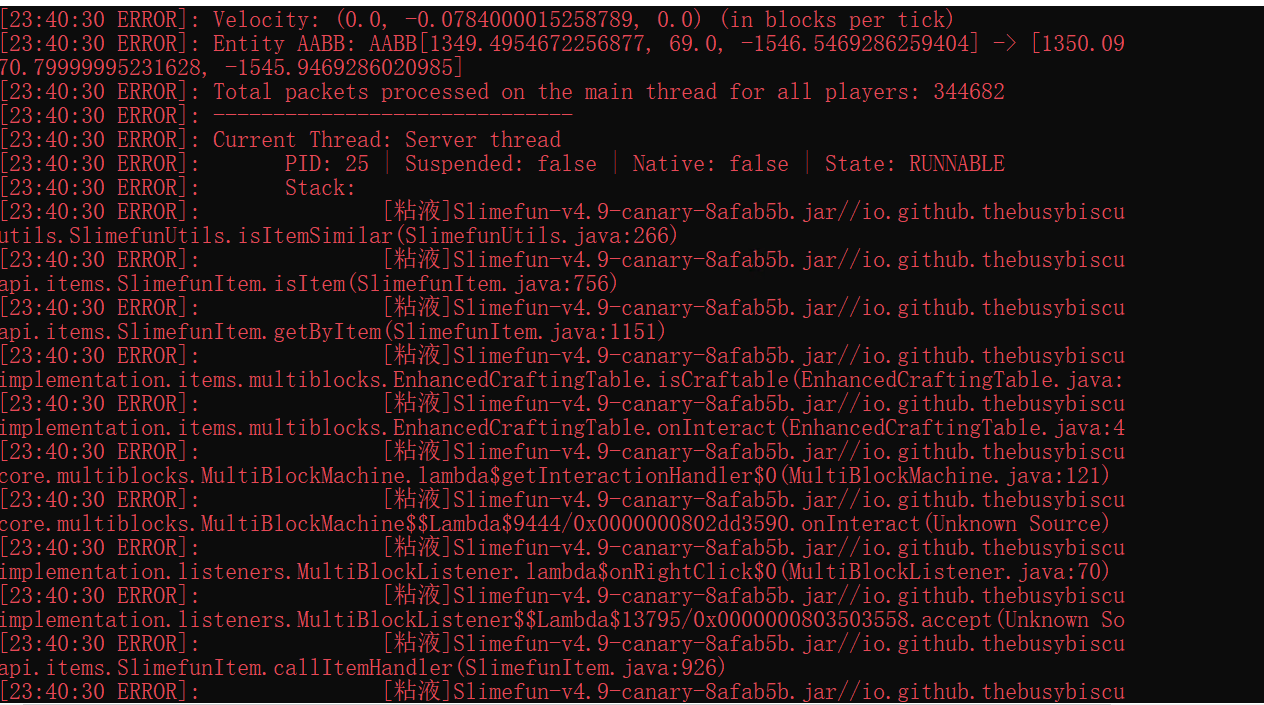 [23:40:30 ERROR]: Velocity: (0.0, -0.0784000015258789, 0.0) (in blocks per tick)
[23:40:30 ERROR]: Entity AABB: AABB[1349.4954672256877, 69.0, -1546.5469286259404] -> [1350.09
70.79999995231628, -1545.9469286020985]
[23:40:30 ERROR]: Total packets processed on the main thread for all players: 344682
[23:40:30 ERROR]: ------------------------------
[23:40:30 ERROR]: Current Thread: Server thread
[23:40:30 ERROR]: PID: 25 | Suspended: false | Native: false | State: RUNNABLE
[23:40:30 ERROR]: Stack:
[23:40:30 ERROR]: [粘液]Slimefun-v4.9-canary-8afab5b.jar//io.github.thebusybiscu
utils.SlimefunUtils.isItemSimilar(SlimefunUtils.java:266)
[23:40:30 ERROR]: [粘液]Slimefun-v4.9-canary-8afab5b.jar//io.github.thebusybiscu
api.items.SlimefunItem.isItem(SlimefunItem.java:756)
[23:40:30 ERROR]: [粘液]Slimefun-v4.9-canary-8afab5b.jar//io.github.thebusybiscu
api.items.SlimefunItem.getByItem(SlimefunItem.java:1151)
[23:40:30 ERROR]: [粘液]Slimefun-v4.9-canary-8afab5b.jar//io.github.thebusybiscu
implementation.items.multiblocks.EnhancedCraftingTable.isCraftable(EnhancedCraftingTable.java:
[23:40:30 ERROR]: [粘液]Slimefun-v4.9-canary-8afab5b.jar//io.github.thebusybiscu
implementation.items.multiblocks.EnhancedCraftingTable.onInteract(EnhancedCraftingTable.java:4
[23:40:30 ERROR]: [粘液]Slimefun-v4.9-canary-8afab5b.jar//io.github.thebusybiscu
core.multiblocks.MultiBlockMachine.lambda$getInteractionHandler$0(MultiBlockMachine.java:121)
[23:40:30 ERROR]: [粘液]Slimefun-v4.9-canary-8afab5b.jar//io.github.thebusybiscu
core.multiblocks.MultiBlockMachine$$Lambda$9444/0x0000000802dd3590.onInteract(Unknown Source)
[23:40:30 ERROR]: [粘液]Slimefun-v4.9-canary-8afab5b.jar//io.github.thebusybiscu
implementation.listeners.MultiBlockListener.lambda$onRightClick$0(MultiBlockListener.java:70)
[23:40:30 ERROR]: [粘液]Slimefun-v4.9-canary-8afab5b.jar//io.github.thebusybiscu
implementation.listeners.MultiBlockListener$$Lambda$13795/0x0000000803503558.accept(Unknown So
[23:40:30 ERROR]: [粘液]Slimefun-v4.9-canary-8afab5b.jar//io.github.thebusybiscu
api.items.SlimefunItem.callItemHandler(SlimefunItem.java:926)
[23:40:30 ERROR]: [粘液]Slimefun-v4.9-canary-8afab5b.jar//io.github.thebusybiscu